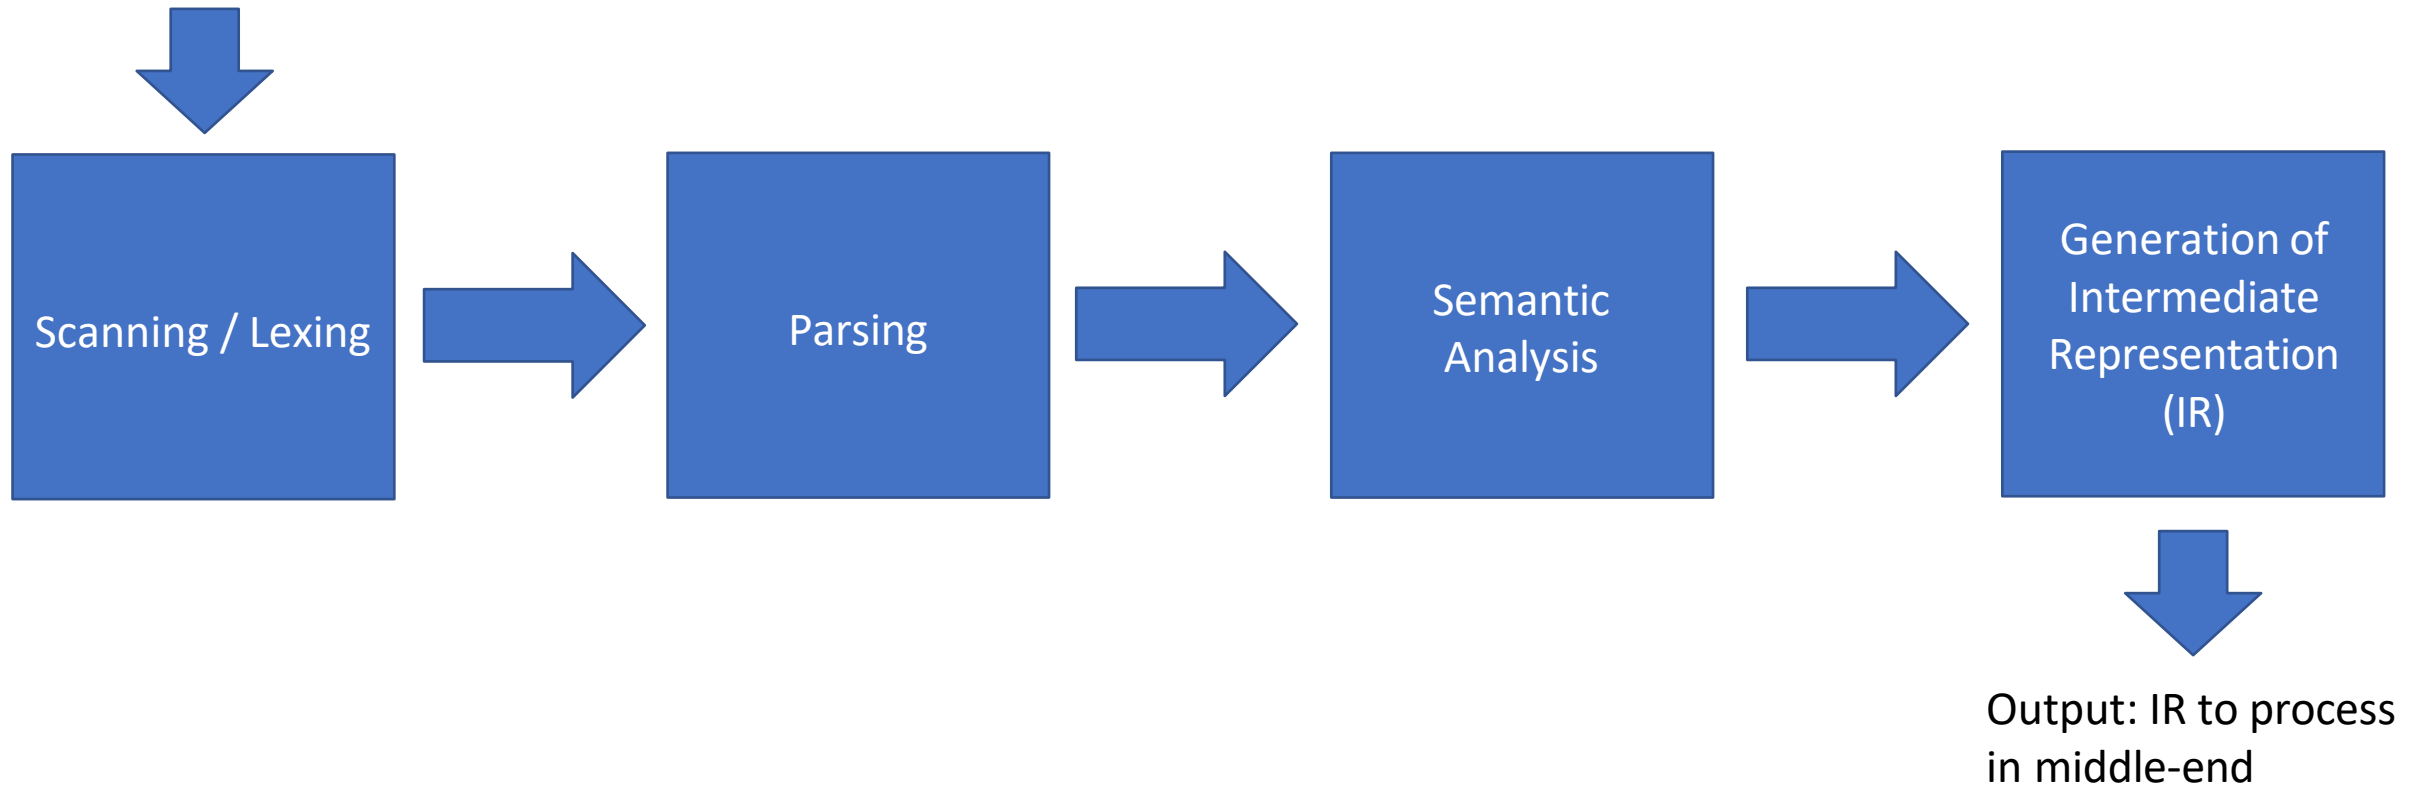 Scanning / Lexing
Parsing
Semantic
Analysis
Generation of
Intermediate
Representation
(IR)
Output: IR to process
in middle-end